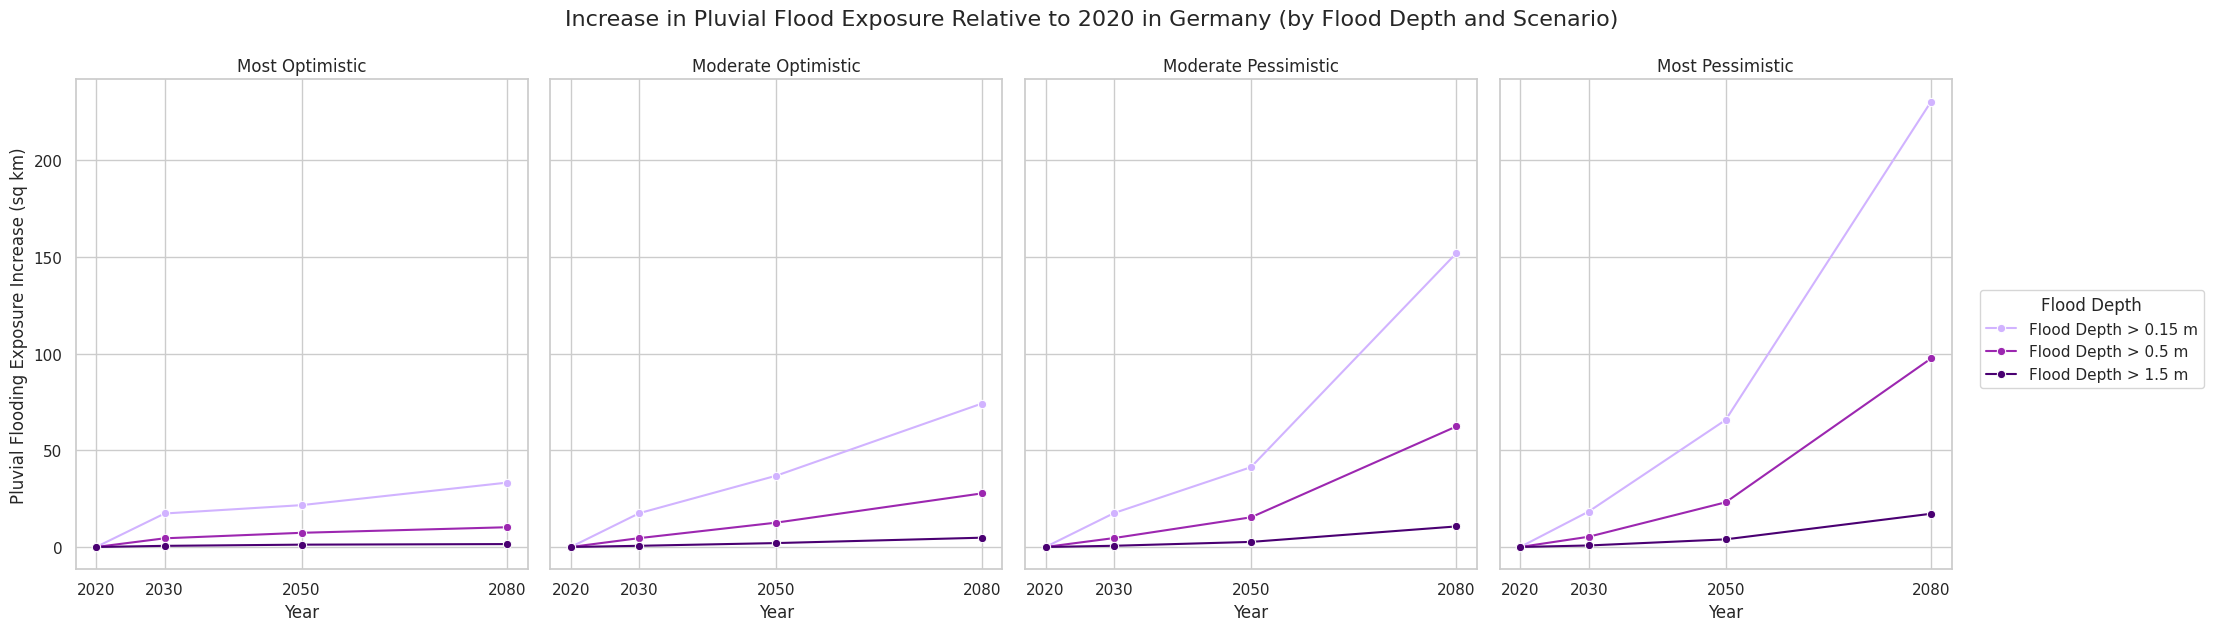 Increase in Pluvial Flood Exposure Relative to 2020 in Germany (by Flood Depth and Scenario)
Most Optimistic
Moderate Optimistic
Moderate Pessimistic
Most Pessimistic
Pluvial Flooding Exposure Increase (sq km)
200
150
100
50
0
2020 2030 2050 2080
Year
2020 2030 2050 2080
Year
2020 2030 2050 2080
Year
2020 2030 2050 2080
Year
Flood Depth
Flood Depth > 0.15 m
Flood Depth > 0.5 m
Flood Depth > 1.5 m